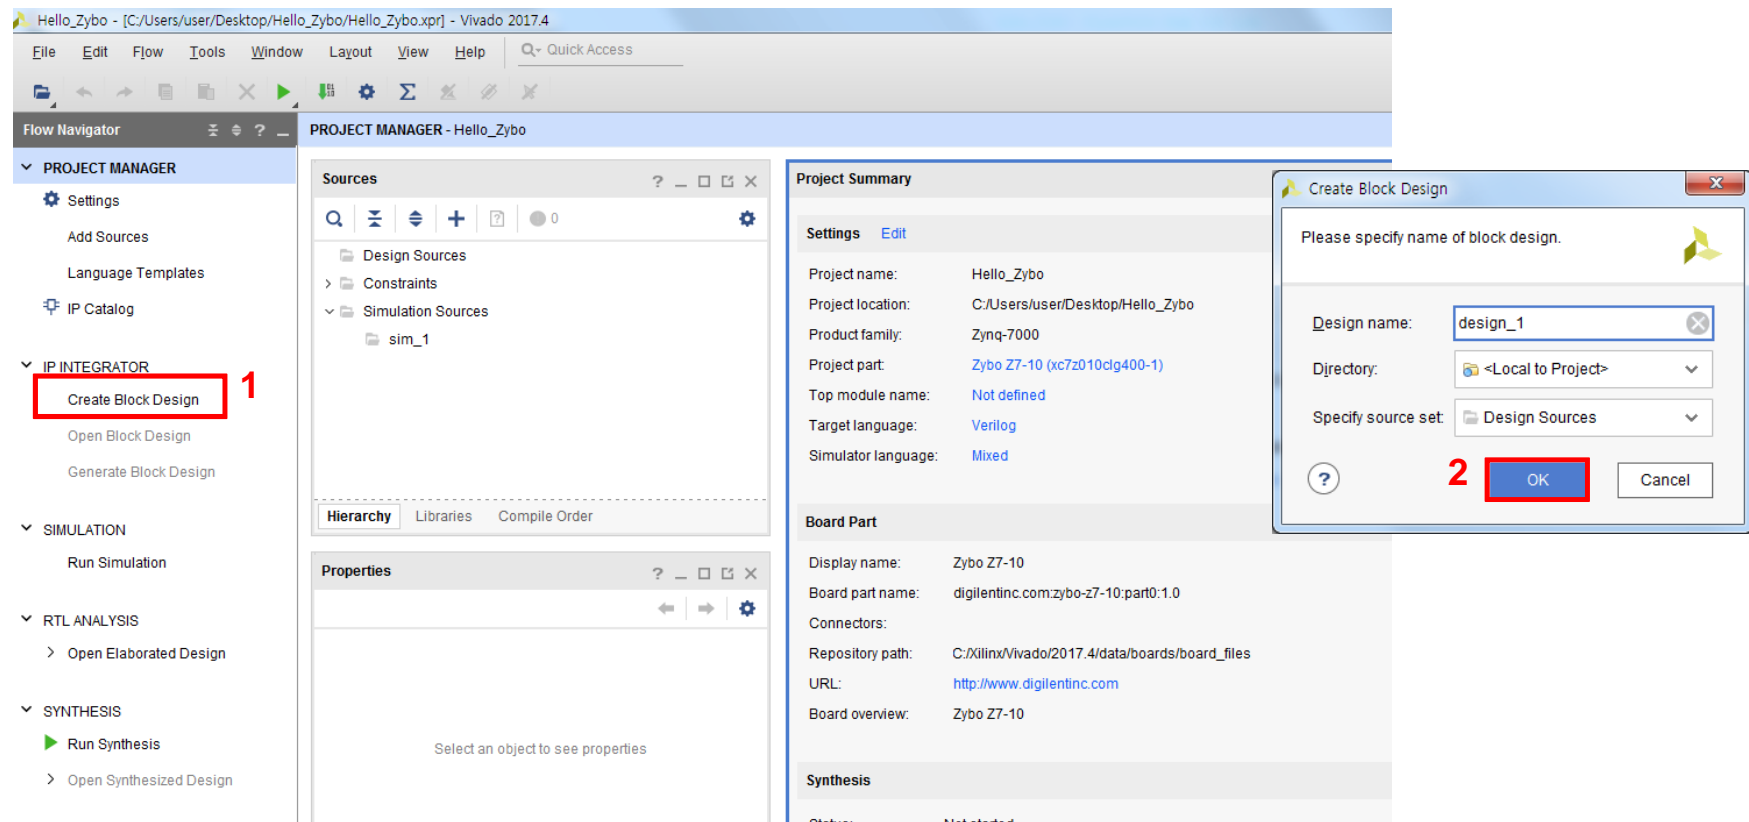 Hello_Zybo - [C:/Users/user/Desktop/Hello_Zybo/Hello_Zybo.xpr] - Vivado 2017.4
File Edit Flow Tools Window Layout View Help Quick Access
Flow Navigator
PROJECT MANAGER - Hello_Zybo
PROJECT MANAGER
Settings
Add Sources
Language Templates
IP Catalog
IP INTEGRATOR
Create Block Design
1
Open Block Design
Generate Block Design
SIMULATION
Run Simulation
RTL ANALYSIS
Open Elaborated Design
SYNTHESIS
Run Synthesis
Open Synthesized Design
Sources
0
Design Sources
Constraints
Simulation Sources
sim_1
Hierarchy Libraries Compile Order
Properties
Select an object to see properties
Project Summary
Settings Edit
Project name: Hello_Zybo
Project location: C:/Users/user/Desktop/Hello_Zybo
Product family: Zynq-7000
Project part: Zybo Z7-10 (xc7z010clg400-1)
Top module name: Not defined
Target language: Verilog
Simulator language: Mixed
Board Part
Display name: Zybo Z7-10
Board part name: digilentinc.com:zybo-z7-10:part0:1.0
Connectors:
Repository path: C:/Xilinx/Vivado/2017.4/data/boards/board_files
URL: http://www.digilentinc.com
Board overview: Zybo Z7-10
Synthesis
Create Block Design
Please specify name of block design.
Design name: design_1
Directory: <Local to Project>
Specify source set: Design Sources
2
OK Cancel